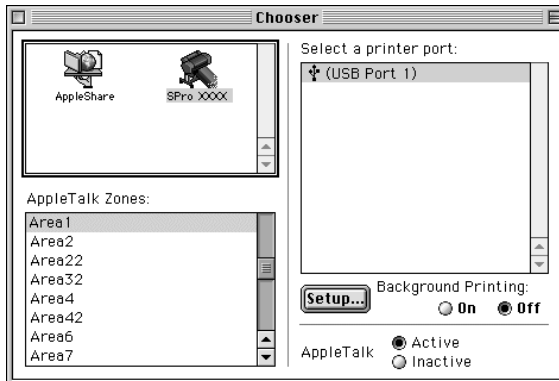 Chooser
AppleShare
SPro XXXX
AppleTalk Zones:
Area1
Area2
Area22
Area32
Area4
Area42
Area6
Area7
Select a printer port:
(USB Port 1)
Setup...
Background Printing:
On Off
AppleTalk
Active
Inactive